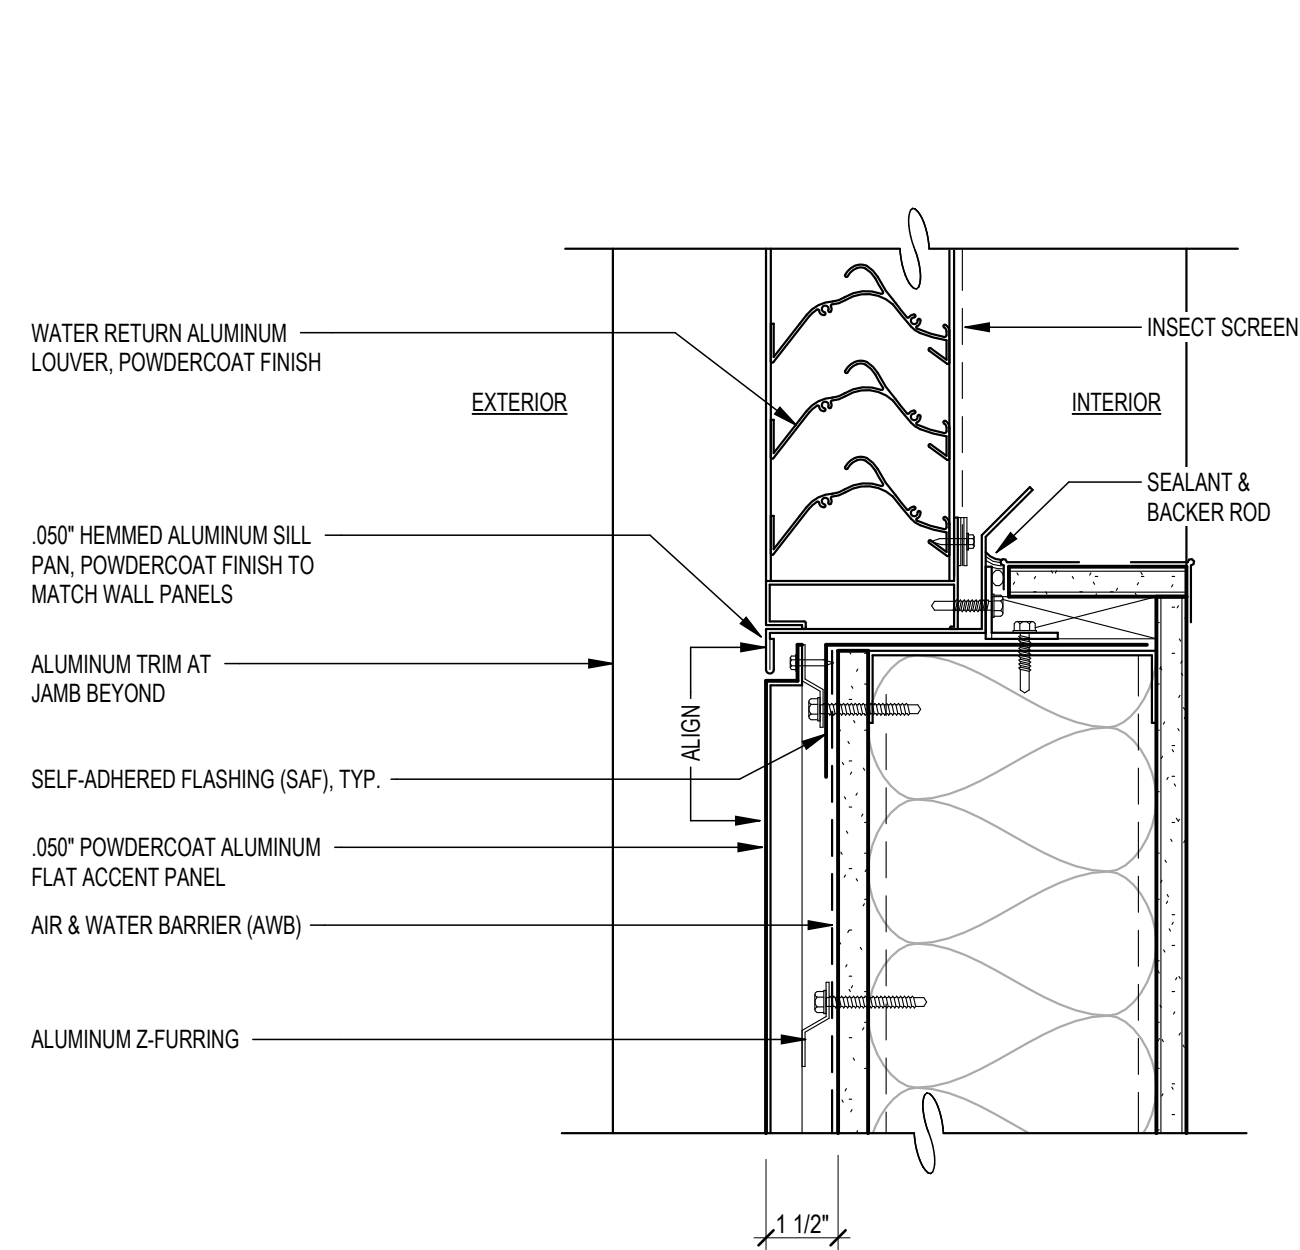 WATER RETURN ALUMINUM
LOUVER, POWDERCOAT FINISH
INSECT SCREEN
EXTERIOR
INTERIOR
SEALANT &
BACKER ROD
.050" HEMMED ALUMINUM SILL
PAN, POWDERCOAT FINISH TO
MATCH WALL PANELS
ALUMINUM TRIM AT
JAMB BEYOND
ALIGN
SELF-ADHERED FLASHING (SAF), TYP.
.050" POWDERCOAT ALUMINUM
FLAT ACCENT PANEL
AIR & WATER BARRIER (AWB)
ALUMINUM Z-FURRING
1 1/2"